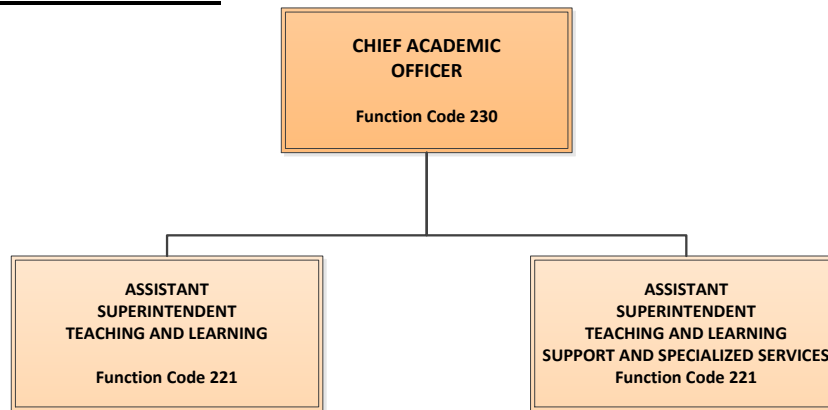 CHIEF ACADEMIC
OFFICER
Function Code 230
ASSISTANT
SUPERINTENDENT
TEACHING AND LEARNING
Function Code 221
ASSISTANT
SUPERINTENDENT
TEACHING AND LEARNING
SUPPORT AND SPECIALIZED SERVICES
Function Code 221